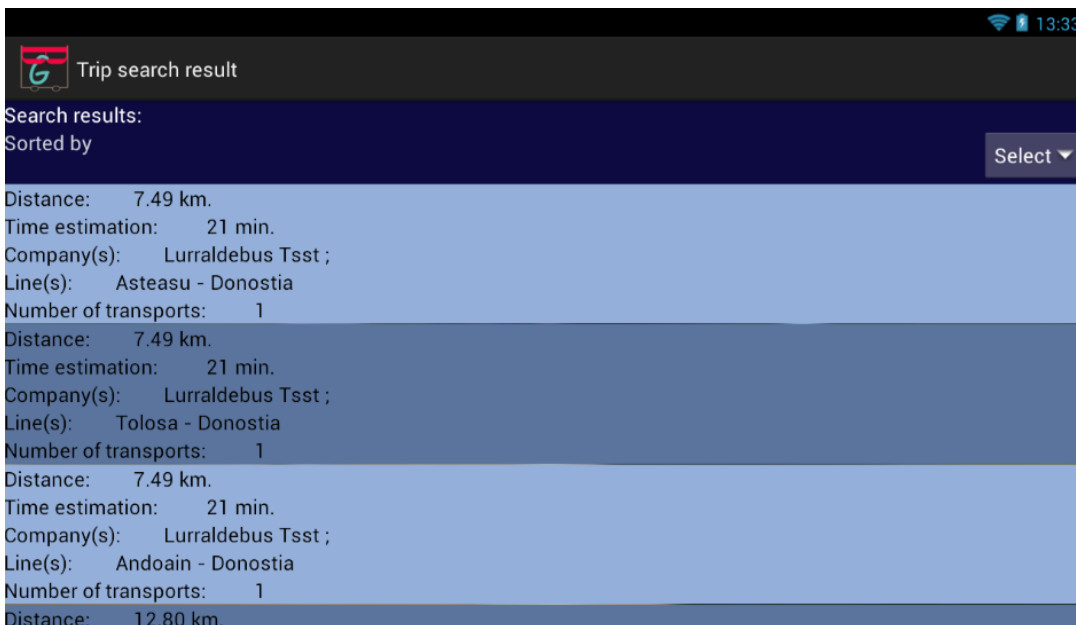 13:33
G Trip search result
Search results:
Sorted by
Select
Distance: 7.49 km.
Time estimation: 21 min.
Company(s): Lurraldebus Tsst ;
Line(s): Asteasu - Donostia
Number of transports: 1
Distance: 7.49 km.
Time estimation: 21 min.
Company(s): Lurraldebus Tsst ;
Line(s): Tolosa - Donostia
Number of transports: 1
Distance: 7.49 km.
Time estimation: 21 min.
Company(s): Lurraldebus Tsst ;
Line(s): Andoain - Donostia
Number of transports: 1
Distance: 12.80 km.